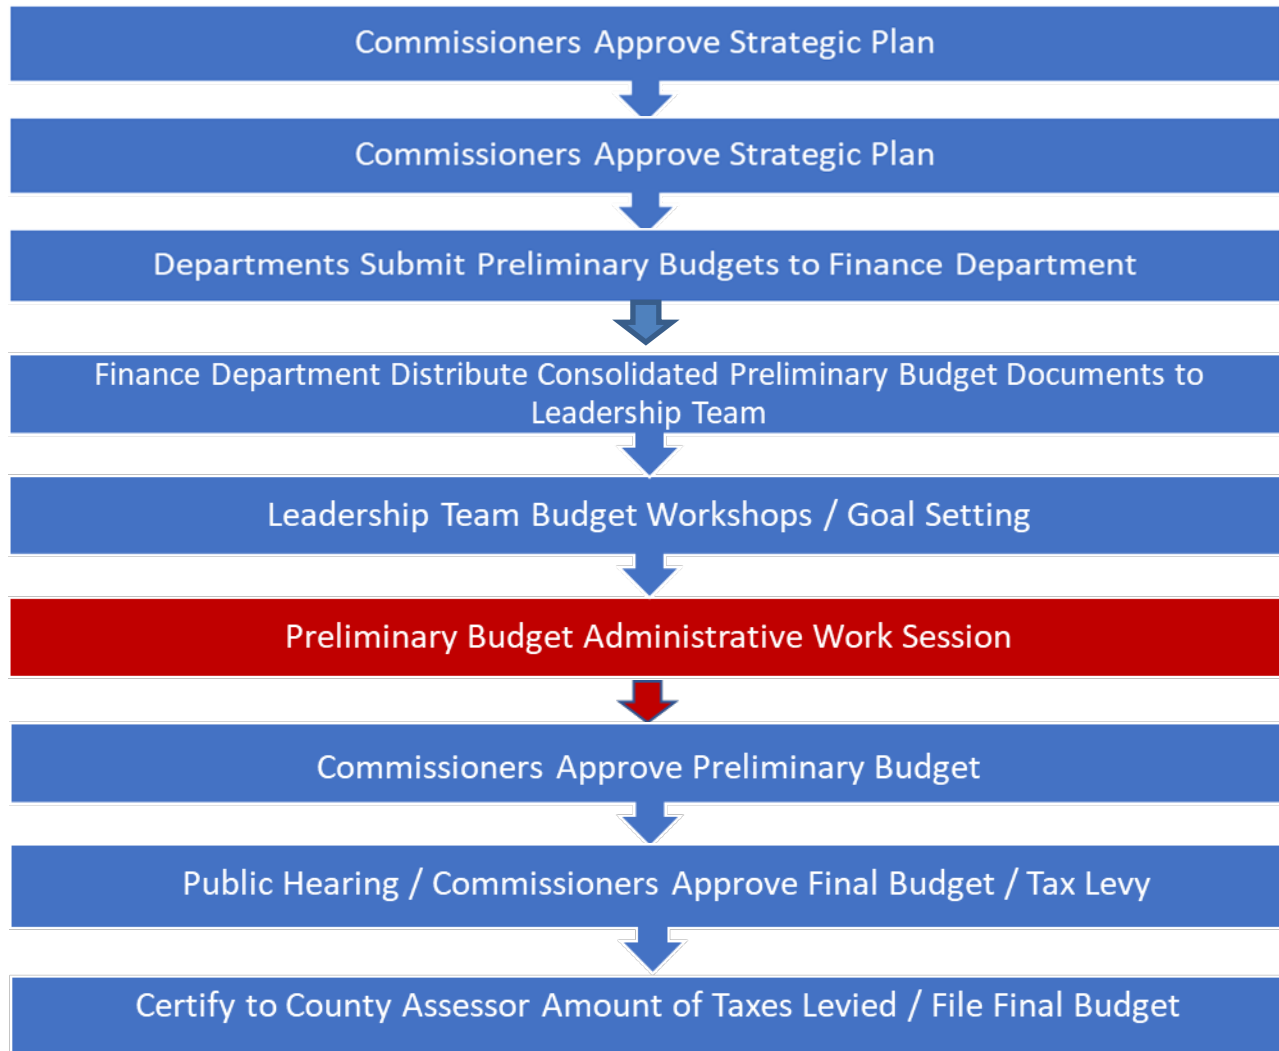 Commissioners Approve Strategic Plan
Commissioners Approve Strategic Plan
Departments Submit Preliminary Budgets to Finance Department
Finance Department Distribute Consolidated Preliminary Budget Documents to
Leadership Team
Leadership Team Budget Workshops / Goal Setting
Preliminary Budget Administrative Work Session
Commissioners Approve Preliminary Budget
Public Hearing / Commissioners Approve Final Budget / Tax Levy
Certify to County Assessor Amount of Taxes Levied / File Final Budget